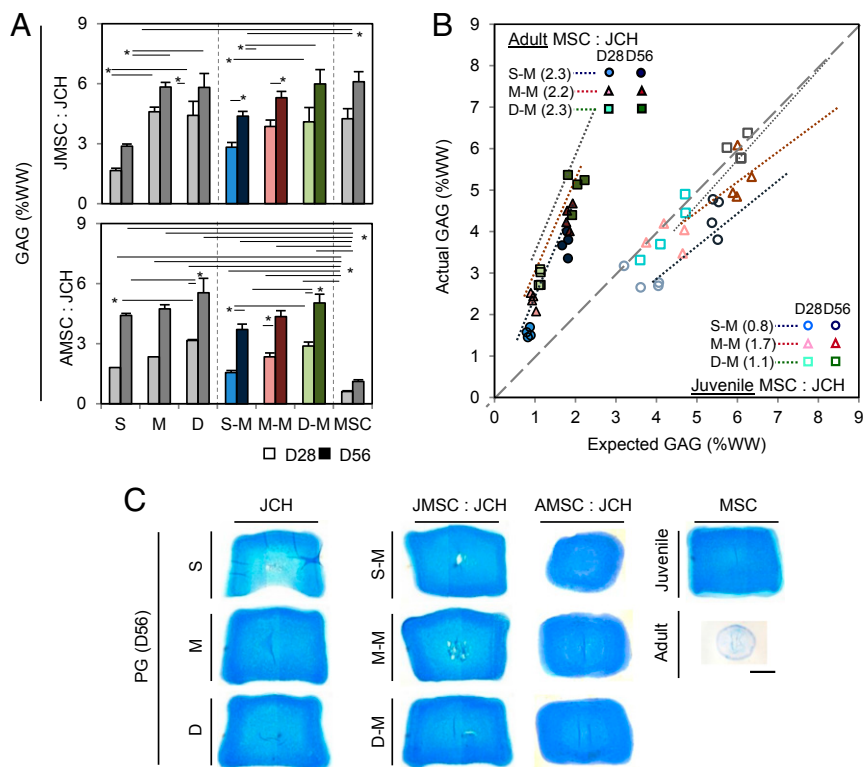 A
GAG (%WW)
JMSC : JCH
9
6
3
0
*
*
*
*
*
*
*
*
AMSC : JCH
9
6
3
0
*
*
*
*
*
*
*
S M D S-M M-M D-M MSC
D28 D56
B
Actual GAG (%WW)
9
8
7
6
5
4
3
2
1
0
Adult MSC : JCH
D28 D56
S-M (2.3)
M-M (2.2)
D-M (2.3)
D28 D56
S-M (0.8)
M-M (1.7)
D-M (1.1)
Juvenile MSC : JCH
0 1 2 3 4 5 6 7 8 9
Expected GAG (%WW)
C
JCH JMSC : JCH AMSC : JCH MSC
PG (D56)
S S-M Juvenile
M M-M Adult
D D-M